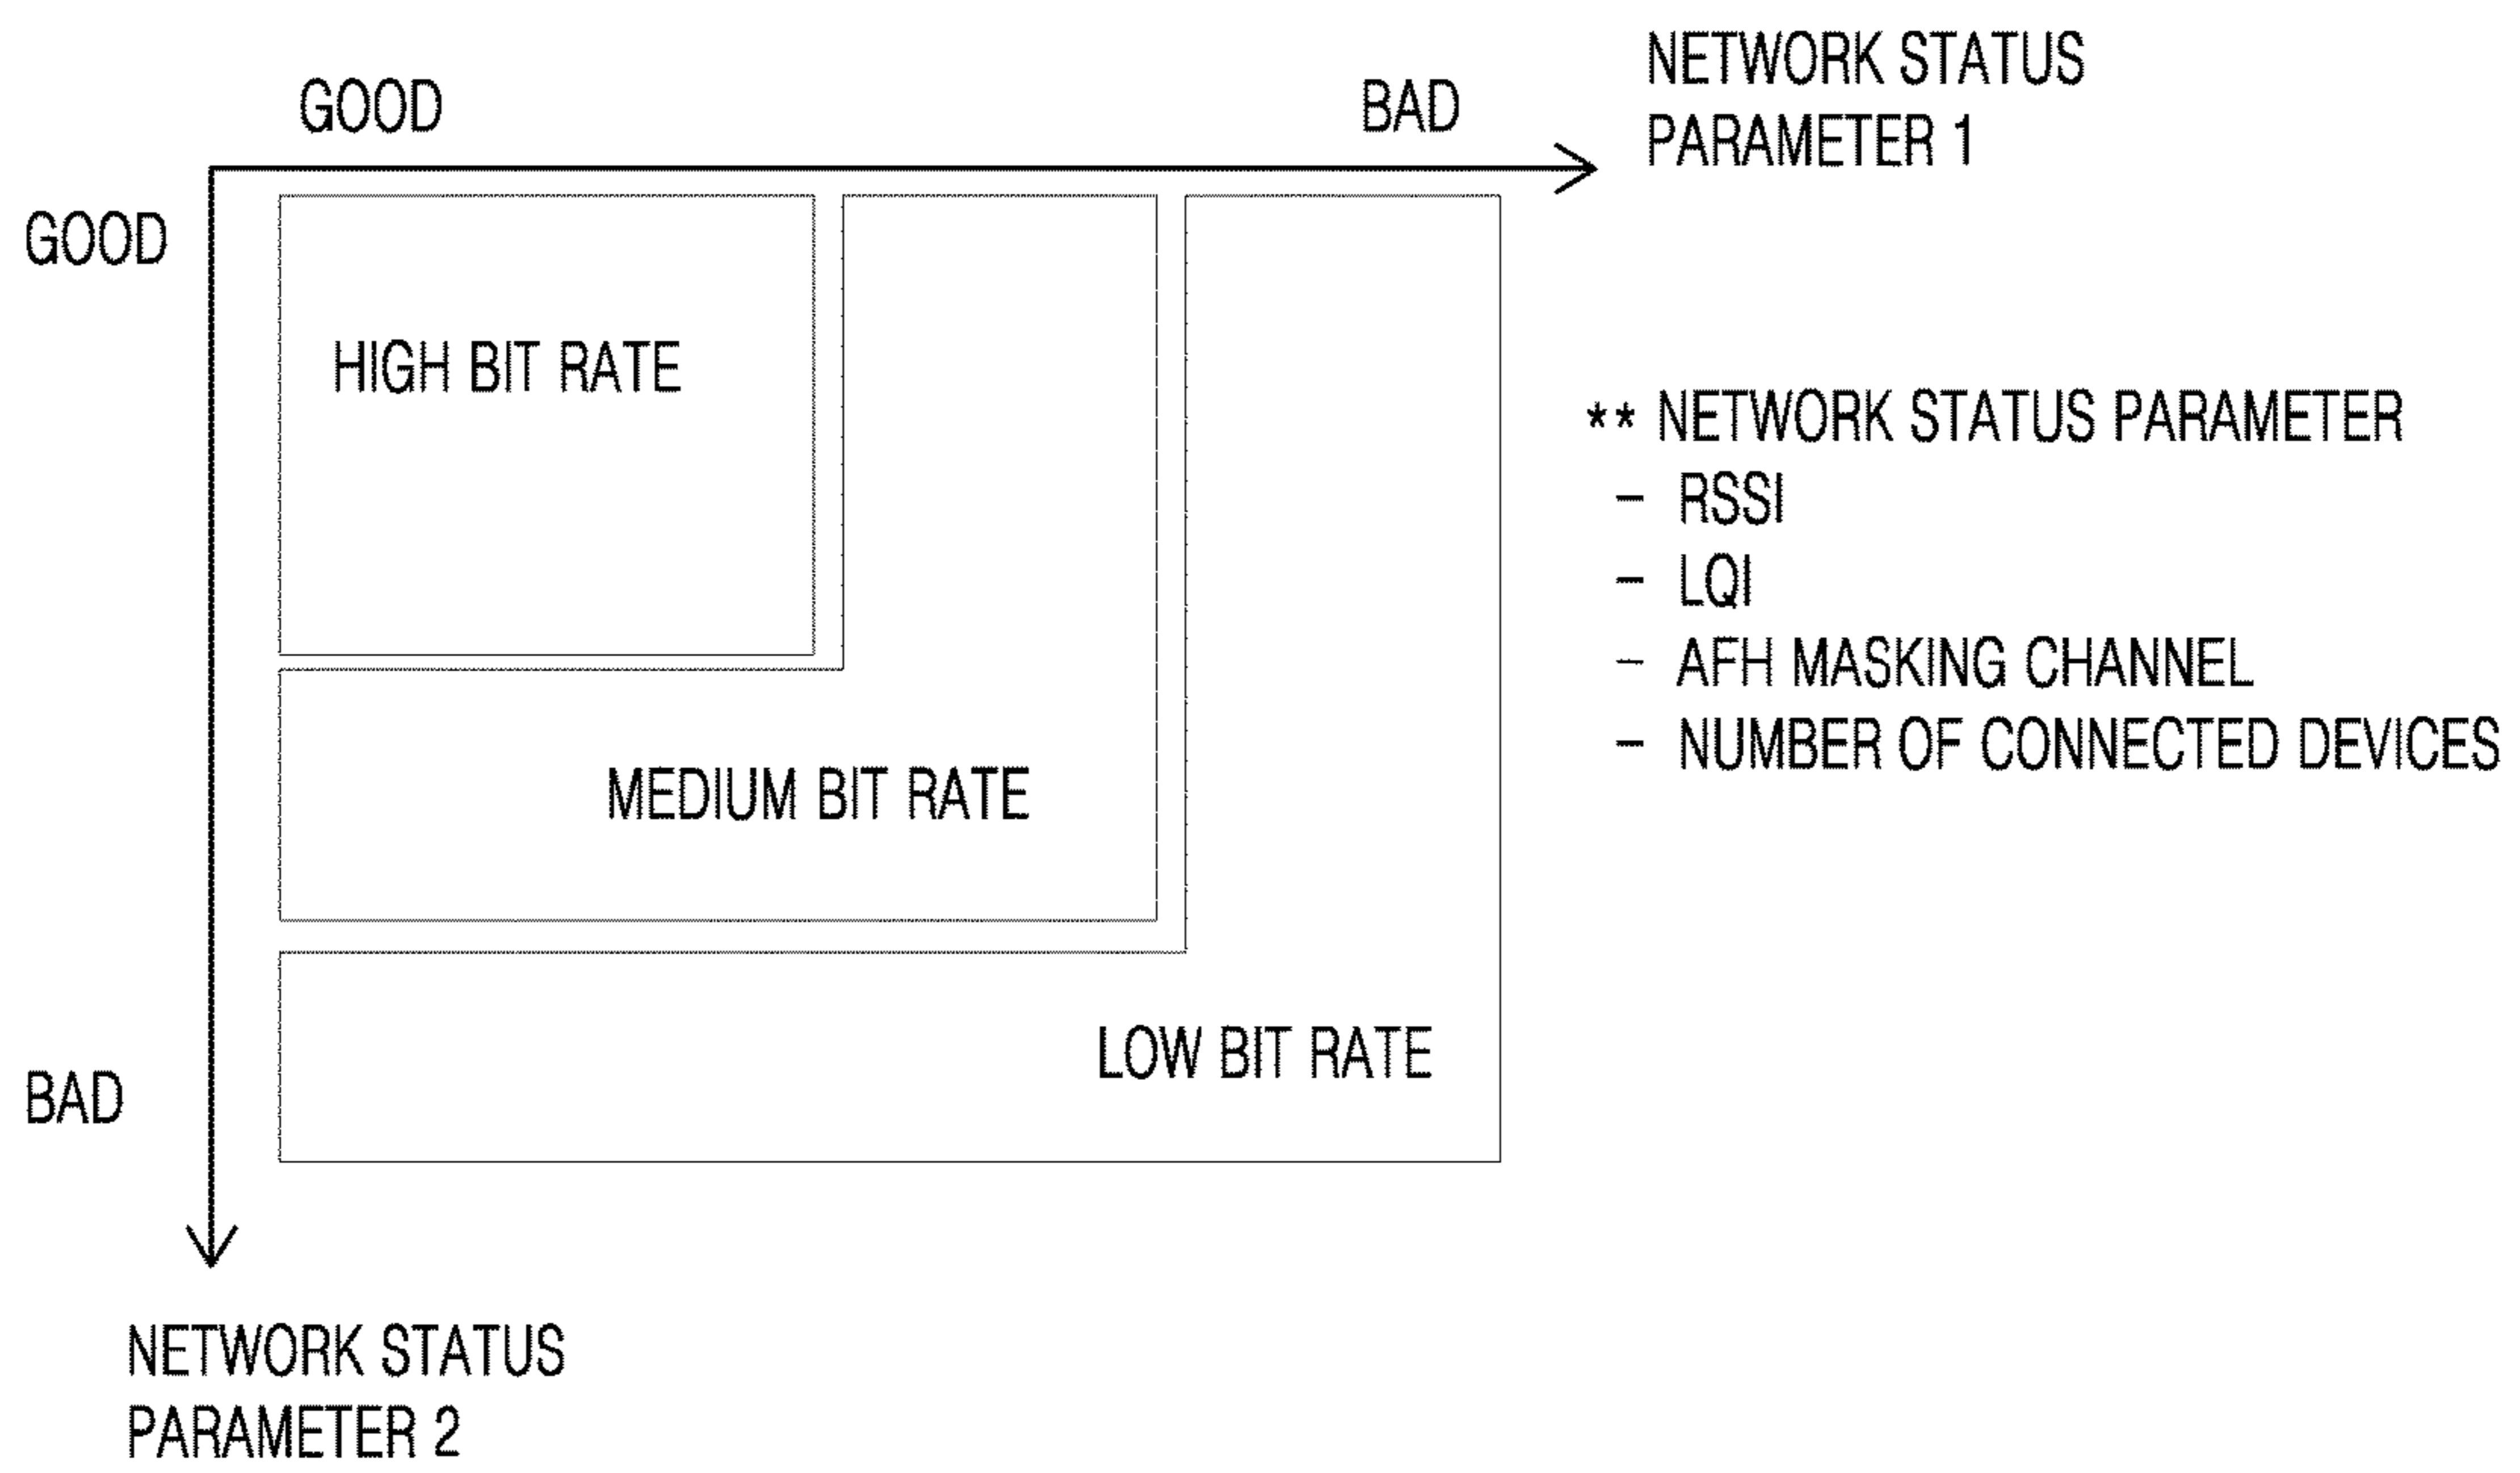 GOOD
BAD
NETWORK STATUS
PARAMETER 1
GOOD
HIGH BIT RATE
MEDIUM BIT RATE
LOW BIT RATE
BAD
NETWORK STATUS
PARAMETER 2
** NETWORK STATUS PARAMETER
- RSSI
- LQI
- AFH MASKING CHANNEL
- NUMBER OF CONNECTED DEVICES